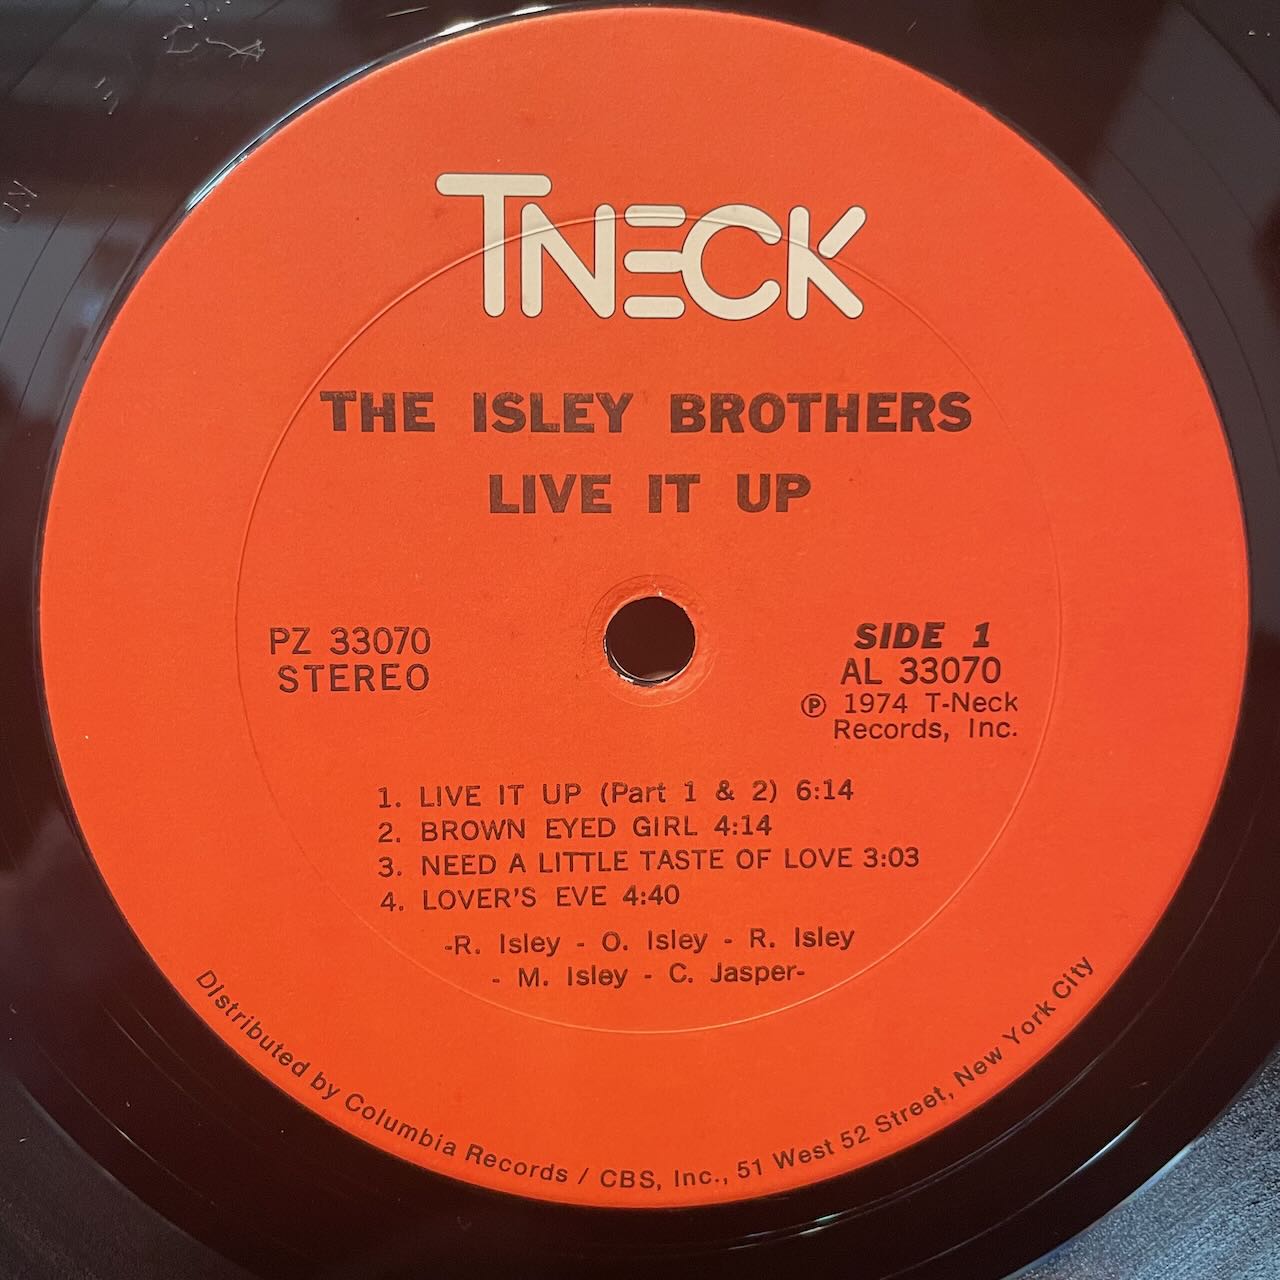 TNECK
THE ISLEY BROTHERS
LIVE IT UP
PZ 33070
STEREO
SIDE 1
AL 33070
Ⓟ 1974 T-Neck
Records, Inc.
1. LIVE IT UP (Part 1 & 2) 6:14
2. BROWN EYED GIRL 4:14
3. NEED A LITTLE TASTE OF LOVE 3:03
4. LOVER'S EVE 4:40
-R. Isley - O. Isley - R. Isley
- M. Isley - C. Jasper-
Distributed by Columbia Records / CBS, Inc., 51 West 52 Street, New York City